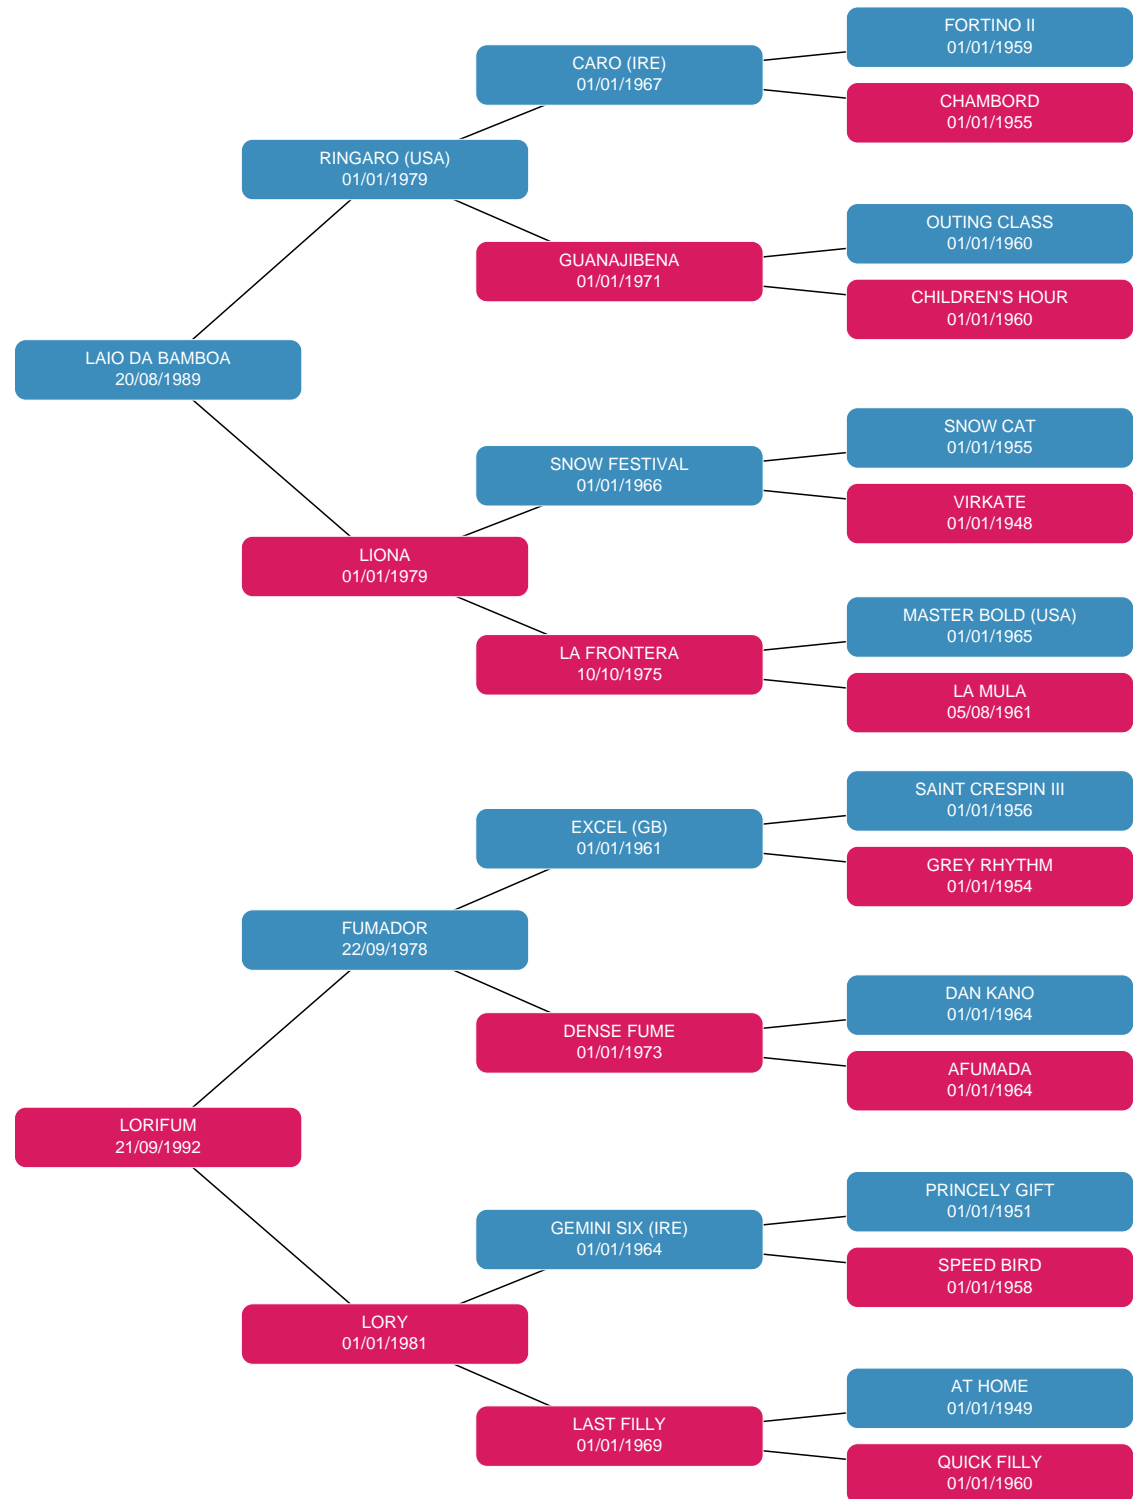 FORTINO II
01/01/1959
CARO (IRE)
01/01/1967
CHAMBORD
01/01/1955
RINGARO (USA)
01/01/1979
OUTING CLASS
01/01/1960
GUANAJIBENA
01/01/1971
CHILDREN'S HOUR
01/01/1960
LAIO DA BAMBOA
20/08/1989
SNOW CAT
01/01/1955
SNOW FESTIVAL
01/01/1966
VIRKATE
01/01/1948
LIONA
01/01/1979
MASTER BOLD (USA)
01/01/1965
LA FRONTERA
10/10/1975
LA MULA
05/08/1961
SAINT CRESPIN III
01/01/1956
EXCEL (GB)
01/01/1961
GREY RHYTHM
01/01/1954
FUMADOR
22/09/1978
DAN KANO
01/01/1964
DENSE FUME
01/01/1973
AFUMADA
01/01/1964
LORIFUM
21/09/1992
PRINCELY GIFT
01/01/1951
GEMINI SIX (IRE)
01/01/1964
SPEED BIRD
01/01/1958
LORY
01/01/1981
AT HOME
01/01/1949
LAST FILLY
01/01/1969
QUICK FILLY
01/01/1960